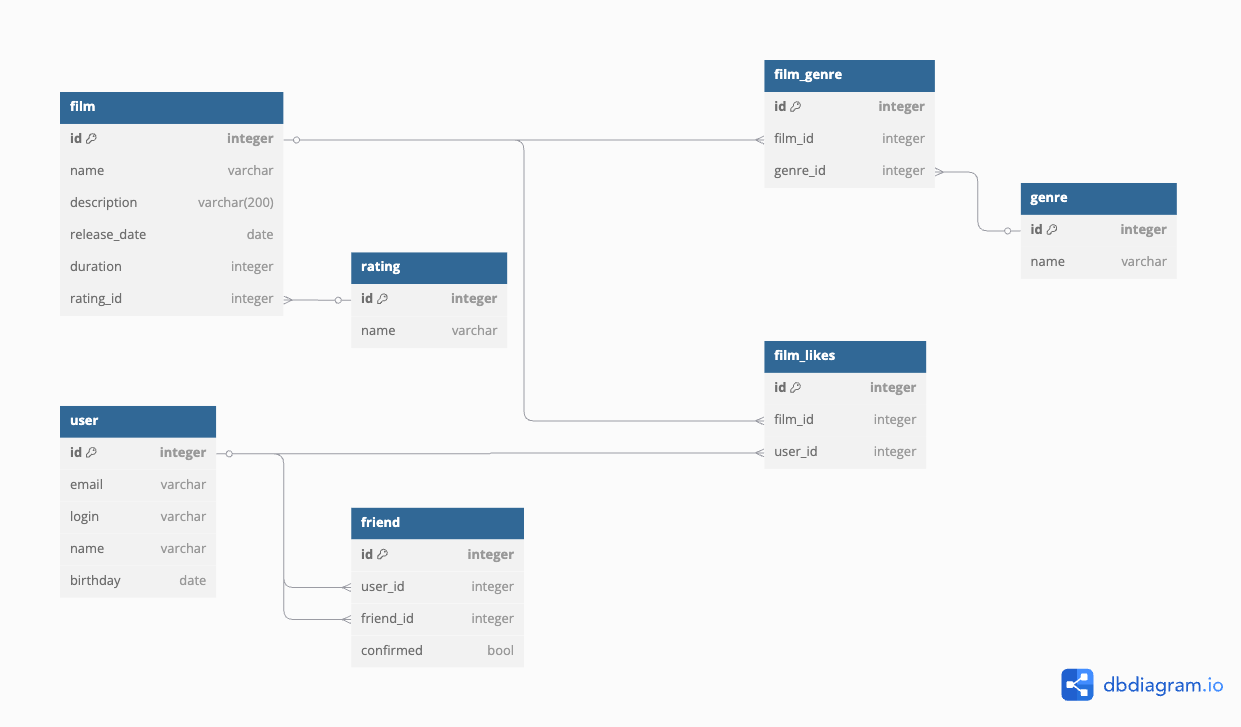 film
id integer
name varchar
description varchar(200)
release_date date
duration integer
rating_id integer
rating
id integer
name varchar
user
id integer
email varchar
login varchar
name varchar
birthday date
friend
id integer
user_id integer
friend_id integer
confirmed bool
film_genre
id integer
film_id integer
genre_id integer
genre
id integer
name varchar
film_likes
id integer
film_id integer
user_id integer
dbdiagram.io